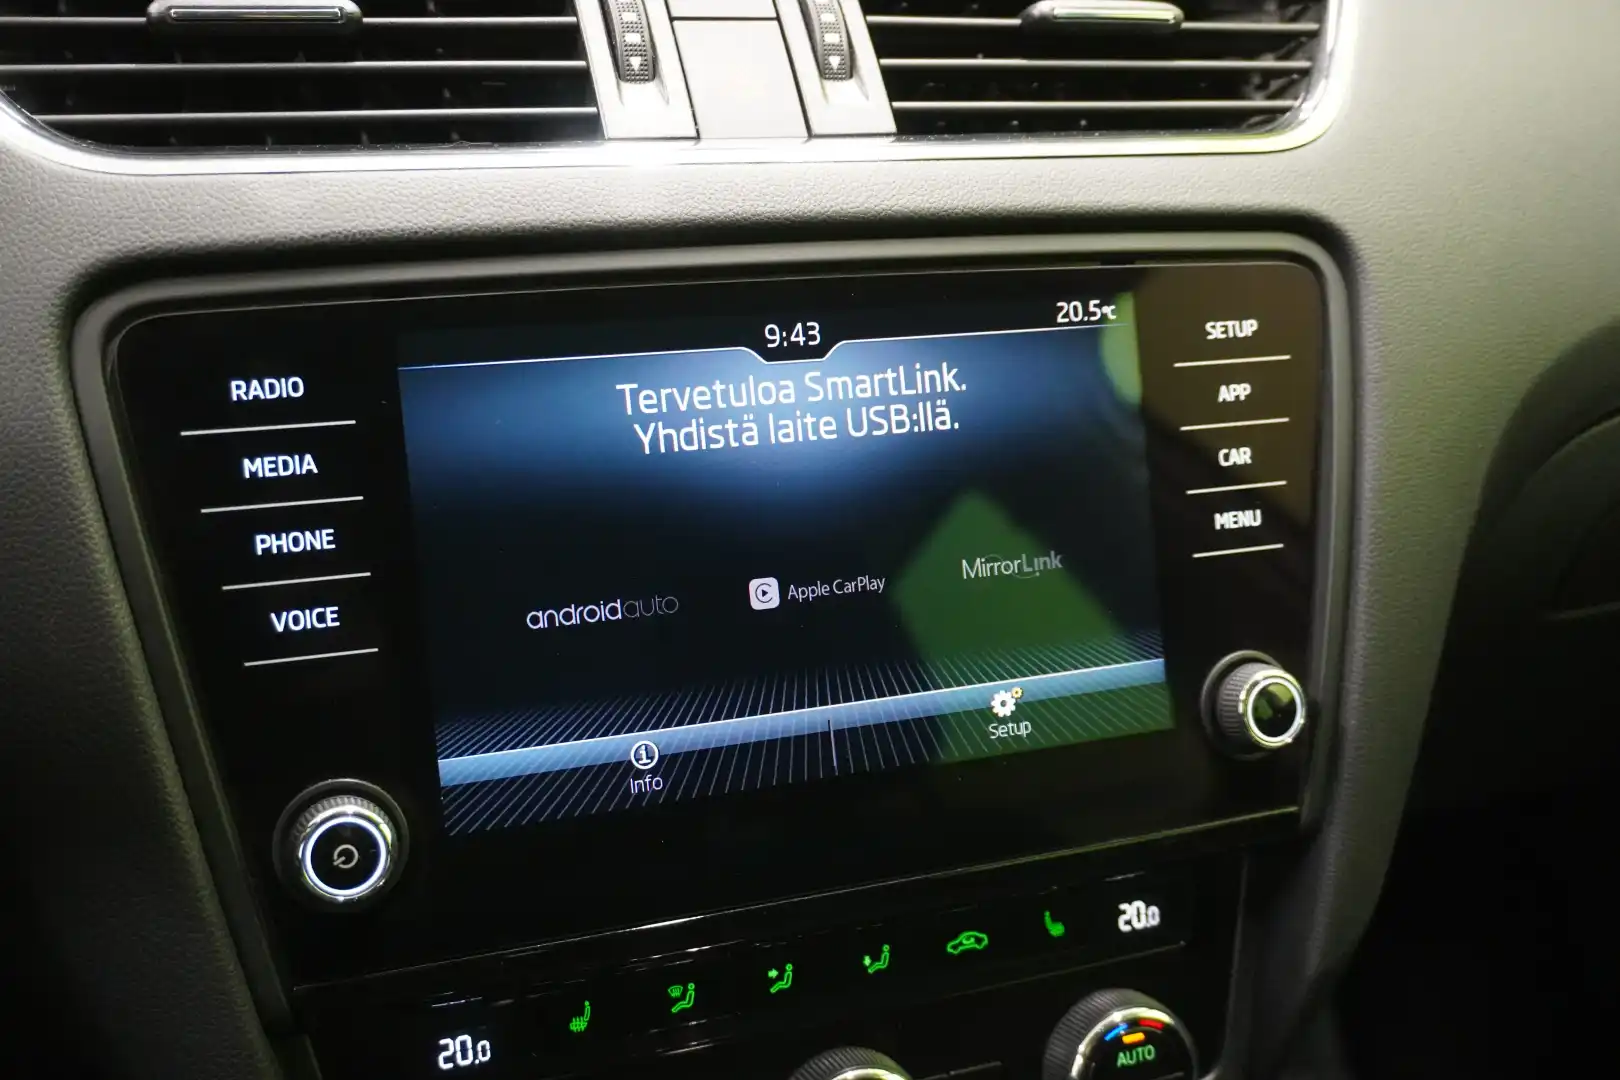 9:43
20.5°C
Tervetuloa SmartLink.
Yhdistä laite USB:llä.
RADIO
MEDIA
PHONE
VOICE
SETUP
APP
CAR
MENU
androidauto
Apple CarPlay
MirrorLink
Info
Setup
20.0
20.0
AUTO